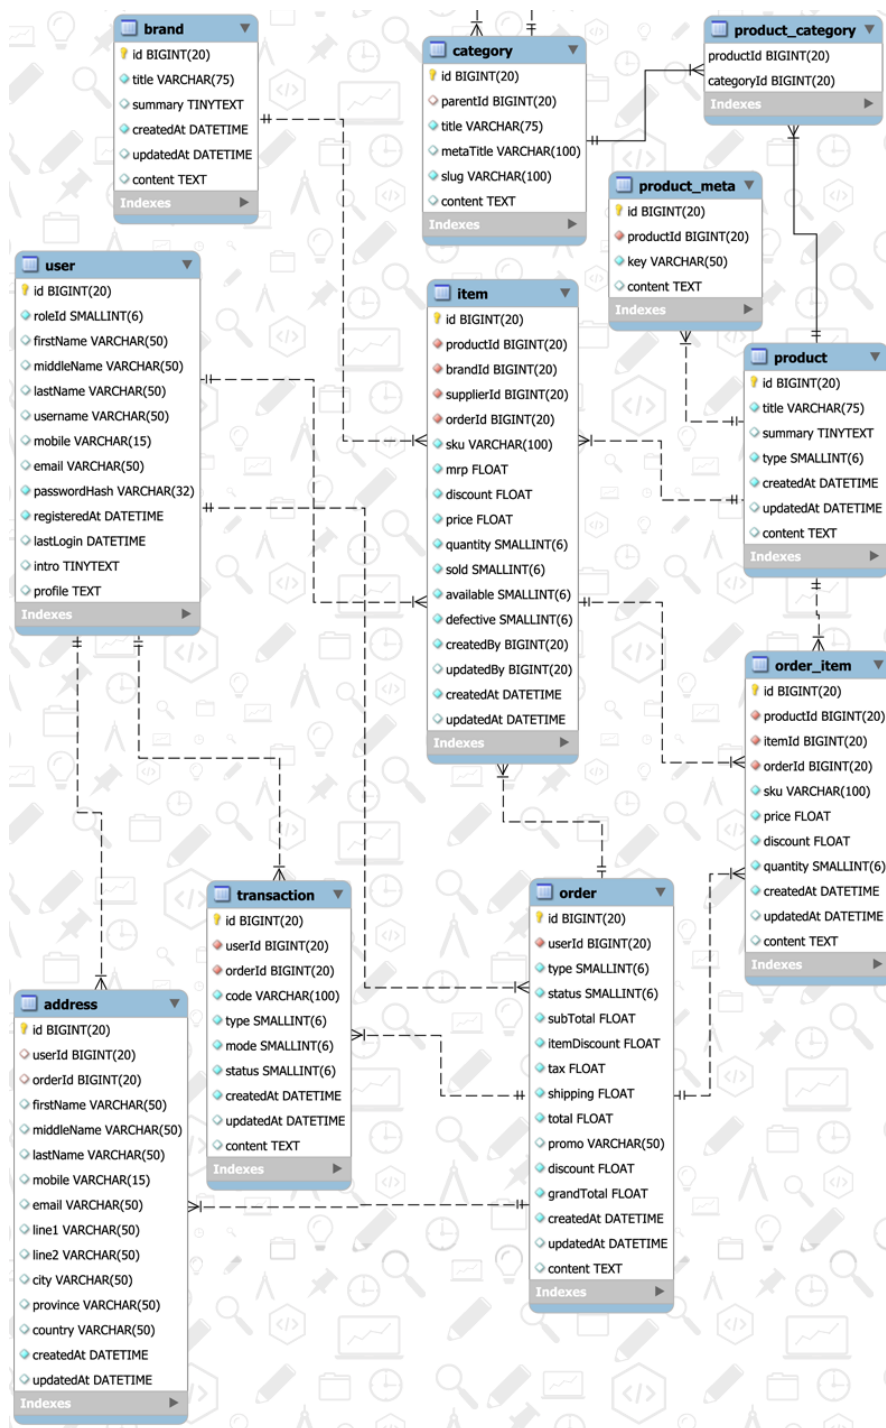 brand
id BIGINT(20)
title VARCHAR(75)
summary TINYTEXT
createdAt DATETIME
updatedAt DATETIME
content TEXT
Indexes
category
id BIGINT(20)
parentId BIGINT(20)
title VARCHAR(75)
metaTitle VARCHAR(100)
slug VARCHAR(100)
content TEXT
Indexes
product_category
productId BIGINT(20)
categoryId BIGINT(20)
Indexes
product_meta
id BIGINT(20)
productId BIGINT(20)
key VARCHAR(50)
content TEXT
Indexes
user
id BIGINT(20)
roleId SMALLINT(6)
firstName VARCHAR(50)
middleName VARCHAR(50)
lastName VARCHAR(50)
username VARCHAR(50)
mobile VARCHAR(15)
email VARCHAR(50)
passwordHash VARCHAR(32)
registeredAt DATETIME
lastLogin DATETIME
intro TINYTEXT
profile TEXT
Indexes
item
id BIGINT(20)
productId BIGINT(20)
brandId BIGINT(20)
supplierId BIGINT(20)
orderId BIGINT(20)
sku VARCHAR(100)
mrp FLOAT
discount FLOAT
price FLOAT
quantity SMALLINT(6)
sold SMALLINT(6)
available SMALLINT(6)
defective SMALLINT(6)
createdBy BIGINT(20)
updatedBy BIGINT(20)
createdAt DATETIME
updatedAt DATETIME
Indexes
product
id BIGINT(20)
title VARCHAR(75)
summary TINYTEXT
type SMALLINT(6)
createdAt DATETIME
updatedAt DATETIME
content TEXT
Indexes
order_item
id BIGINT(20)
productId BIGINT(20)
itemId BIGINT(20)
orderId BIGINT(20)
sku VARCHAR(100)
price FLOAT
discount FLOAT
quantity SMALLINT(6)
createdAt DATETIME
updatedAt DATETIME
content TEXT
Indexes
transaction
id BIGINT(20)
userId BIGINT(20)
orderId BIGINT(20)
code VARCHAR(100)
type SMALLINT(6)
mode SMALLINT(6)
status SMALLINT(6)
createdAt DATETIME
updatedAt DATETIME
content TEXT
Indexes
order
id BIGINT(20)
userId BIGINT(20)
type SMALLINT(6)
status SMALLINT(6)
subTotal FLOAT
itemDiscount FLOAT
tax FLOAT
shipping FLOAT
total FLOAT
promo VARCHAR(50)
discount FLOAT
grandTotal FLOAT
createdAt DATETIME
updatedAt DATETIME
content TEXT
Indexes
address
id BIGINT(20)
userId BIGINT(20)
orderId BIGINT(20)
firstName VARCHAR(50)
middleName VARCHAR(50)
lastName VARCHAR(50)
mobile VARCHAR(15)
email VARCHAR(50)
line1 VARCHAR(50)
line2 VARCHAR(50)
city VARCHAR(50)
province VARCHAR(50)
country VARCHAR(50)
createdAt DATETIME
updatedAt DATETIME
Indexes